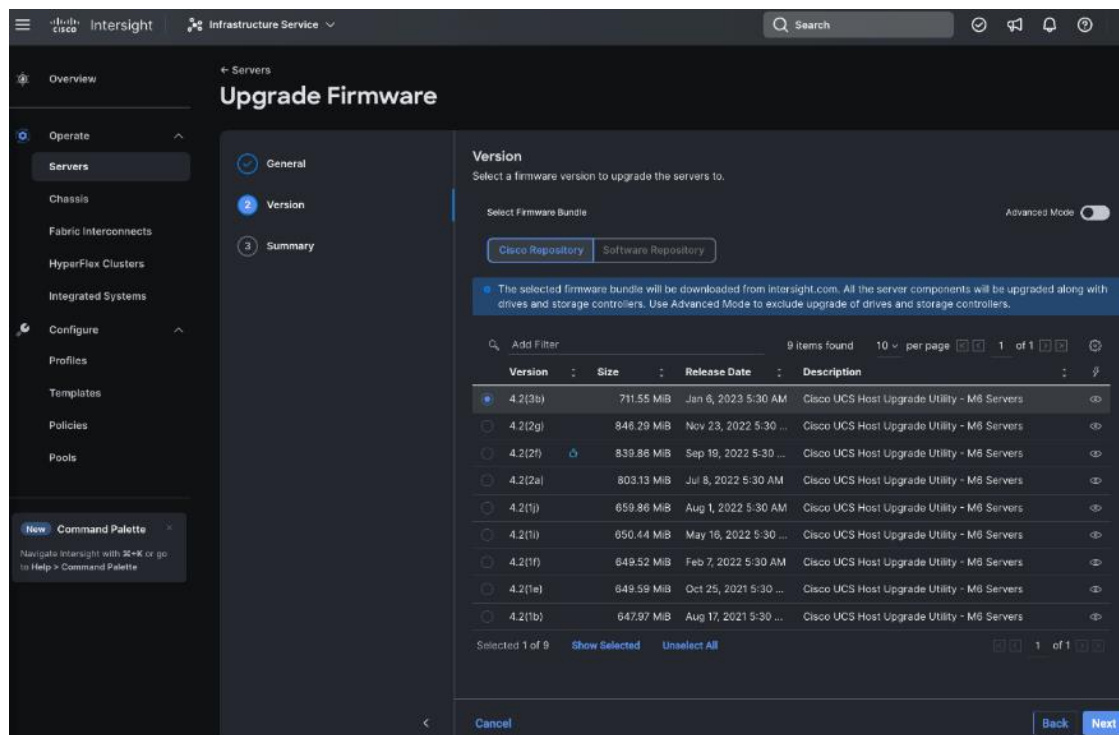 cisco Intersight
Infrastructure Service
Search
Overview
Operate
Servers
Chassis
Fabric Interconnects
HyperFlex Clusters
Integrated Systems
Configure
Profiles
Templates
Policies
Pools
New Command Palette
Navigate Intersight with ⌘+K or go
to Help > Command Palette
← Servers
Upgrade Firmware
General
2 Version
3 Summary
Version
Select a firmware version to upgrade the servers to.
Select Firmware Bundle
Advanced Mode
Cisco Repository Software Repository
The selected firmware bundle will be downloaded from intersight.com. All the server components will be upgraded along with
drives and storage controllers. Use Advanced Mode to exclude upgrade of drives and storage controllers.
Add Filter 9 items found 10 per page 1 of 1
Version Size Release Date Description
4.2(3b) 711.55 MiB Jan 6, 2023 5:30 AM Cisco UCS Host Upgrade Utility - M6 Servers
4.2(2g) 846.29 MiB Nov 23, 2022 5:30 ... Cisco UCS Host Upgrade Utility - M6 Servers
4.2(2f) 839.86 MiB Sep 19, 2022 5:30 ... Cisco UCS Host Upgrade Utility - M6 Servers
4.2(2a) 803.13 MiB Jul 8, 2022 5:30 AM Cisco UCS Host Upgrade Utility - M6 Servers
4.2(1j) 659.86 MiB Aug 1, 2022 5:30 AM Cisco UCS Host Upgrade Utility - M6 Servers
4.2(1i) 650.44 MiB May 16, 2022 5:30 ... Cisco UCS Host Upgrade Utility - M6 Servers
4.2(1f) 649.52 MiB Feb 7, 2022 5:30 AM Cisco UCS Host Upgrade Utility - M6 Servers
4.2(1e) 649.59 MiB Oct 25, 2021 5:30 ... Cisco UCS Host Upgrade Utility - M6 Servers
4.2(1b) 647.97 MiB Aug 17, 2021 5:30 ... Cisco UCS Host Upgrade Utility - M6 Servers
Selected 1 of 9 Show Selected Unselect All 1 of 1
Cancel Back Next